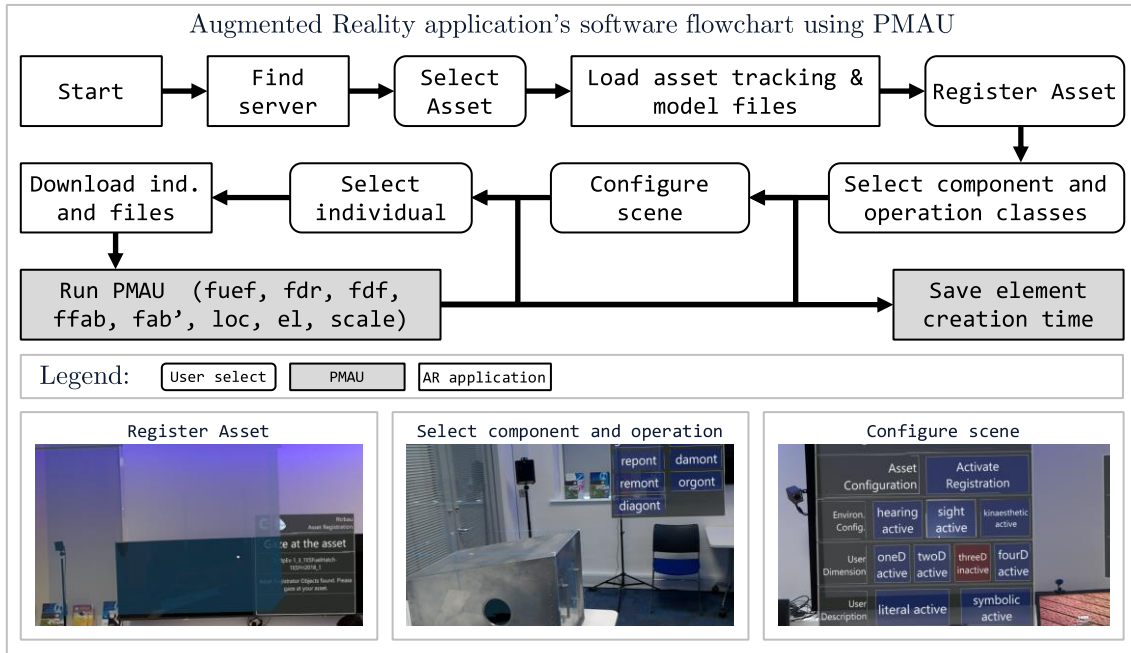 Augmented Reality application's software flowchart using PMAU
Start
Find
server
Select
Asset
Load asset tracking &
model files
Register Asset
Download ind.
and files
Select
individual
Configure
scene
Select component and
operation classes
Run PMAU (fuef, fdr, fdf,
ffab, fab’, loc, el, scale)
Save element
creation time
Legend:
User select
PMAU
AR application
Register Asset
Asset Registration
Gaze at the asset
gaze at your asset.
Select component and operation
repont
damont
remont
orgont
diagont
Configure scene
Asset
Configuration
Activate
Registration
Environ.
Config.
hearing
active
sight
active
kinaesthetic
active
User
Dimension
oneD
active
twoD
active
threeD
inactive
fourD
active
User
Description
literal active
symbolic
active